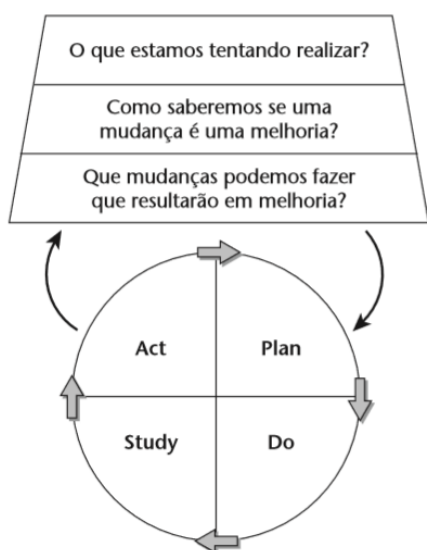 O que estamos tentando realizar?
Como saberemos se uma
mudança é uma melhoria?
Que mudanças podemos fazer
que resultarão em melhoria?
Act
Plan
Study
Do